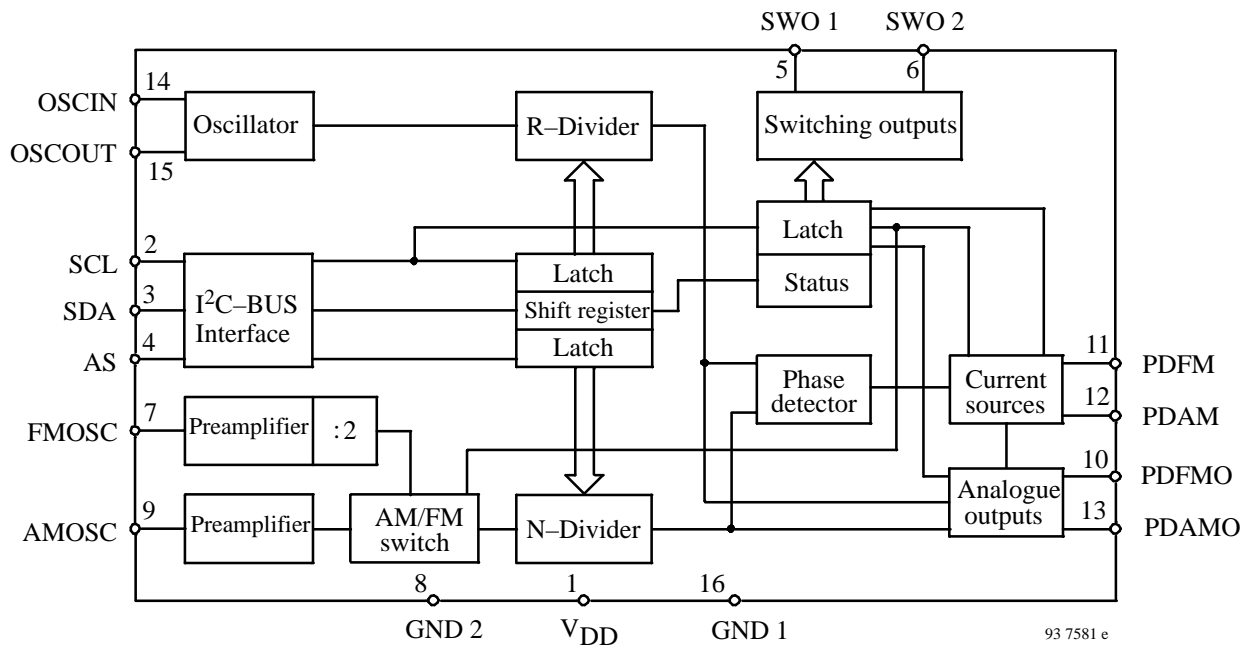 SWO 1
SWO 2
5
6
14
OSCIN
Oscillator
R–Divider
Switching outputs
OSCOUT
15
2
SCL
Latch
Latch
3
SDA
I²C–BUS
Interface
Shift register
Status
4
AS
Latch
11
PDFM
Phase
detector
Current
sources
12
PDAM
7
FMOSC
Preamplifier
:2
10
PDFMO
9
AMOSC
Preamplifier
AM/FM
switch
N–Divider
Analogue
outputs
13
PDAMO
8
1
16
GND 2
VDD
GND 1
93 7581 e